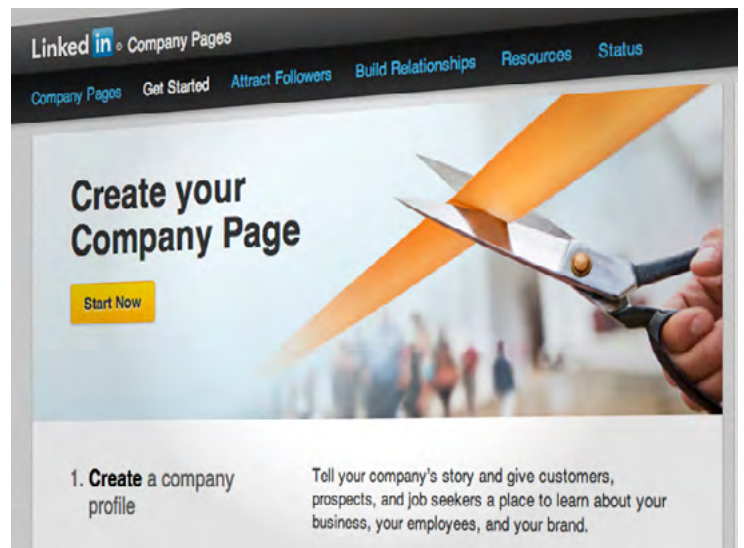 Linked in Company Pages
Company Pages Get Started Attract Followers Build Relationships Resources Status
Create your
Company Page
Start Now
1. Create a company
profile
Tell your company's story and give customers,
prospects, and job seekers a place to learn about your
business, your employees, and your brand.